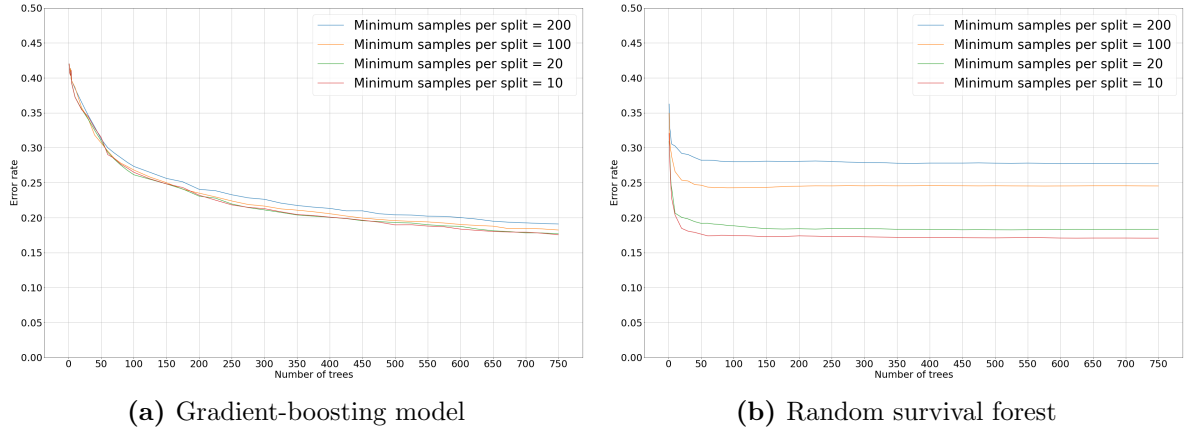 0.50
0.45
0.40
0.35
0.30
0.25
0.20
0.15
0.10
0.05
0.00
Error rate
Minimum samples per split = 200
Minimum samples per split = 100
Minimum samples per split = 20
Minimum samples per split = 10
0 50 100 150 200 250 300 350 400 450 500 550 600 650 700 750
Number of trees
(a) Gradient-boosting model
0.50
0.45
0.40
0.35
0.30
0.25
0.20
0.15
0.10
0.05
0.00
Error rate
Minimum samples per split = 200
Minimum samples per split = 100
Minimum samples per split = 20
Minimum samples per split = 10
0 50 100 150 200 250 300 350 400 450 500 550 600 650 700 750
Number of trees
(b) Random survival forest